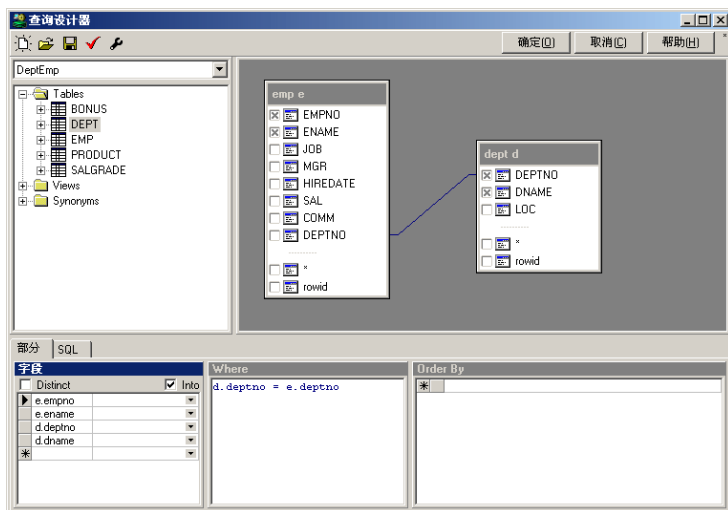 查询设计器
确定(O) 取消(C) 帮助(H)
DeptEmp
Tables
BONUS
DEPT
EMP
PRODUCT
SALGRADE
Views
Synonyms
emp e
EMPNO
ENAME
JOB
MGR
HIREDATE
SAL
COMM
DEPTNO
*
rowid
dept d
DEPTNO
DNAME
LOC
*
rowid
部分 SQL
字段
Distinct Into
e.empno
e.ename
d.deptno
d.dname
Where
d.deptno = e.deptno
Order By